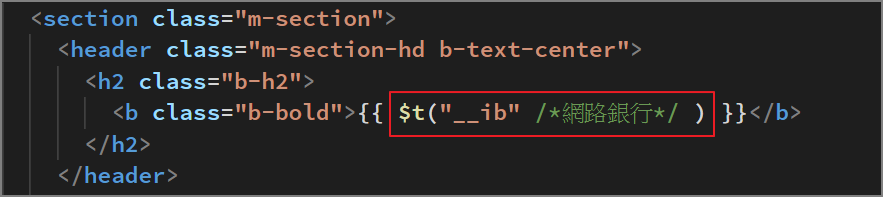 <section class="m-section">
<header class="m-section-hd b-text-center">
<h2 class="b-h2">
<b class="b-bold">{{ $t("__ib" /*網路銀行*/ ) }}</b>
</h2>
</header>